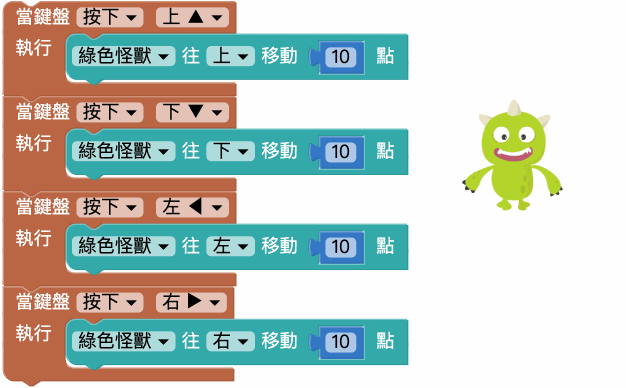 當鍵盤 按下 ▼ 上 ▲ ▼
執行 綠色怪獸 ▼ 往 上 ▼ 移動 10 點
當鍵盤 按下 ▼ 下 ▼ ▼
執行 綠色怪獸 ▼ 往 下 ▼ 移動 10 點
當鍵盤 按下 ▼ 左 ◀ ▼
執行 綠色怪獸 ▼ 往 左 ▼ 移動 10 點
當鍵盤 按下 ▼ 右 ▶ ▼
執行 綠色怪獸 ▼ 往 右 ▼ 移動 10 點